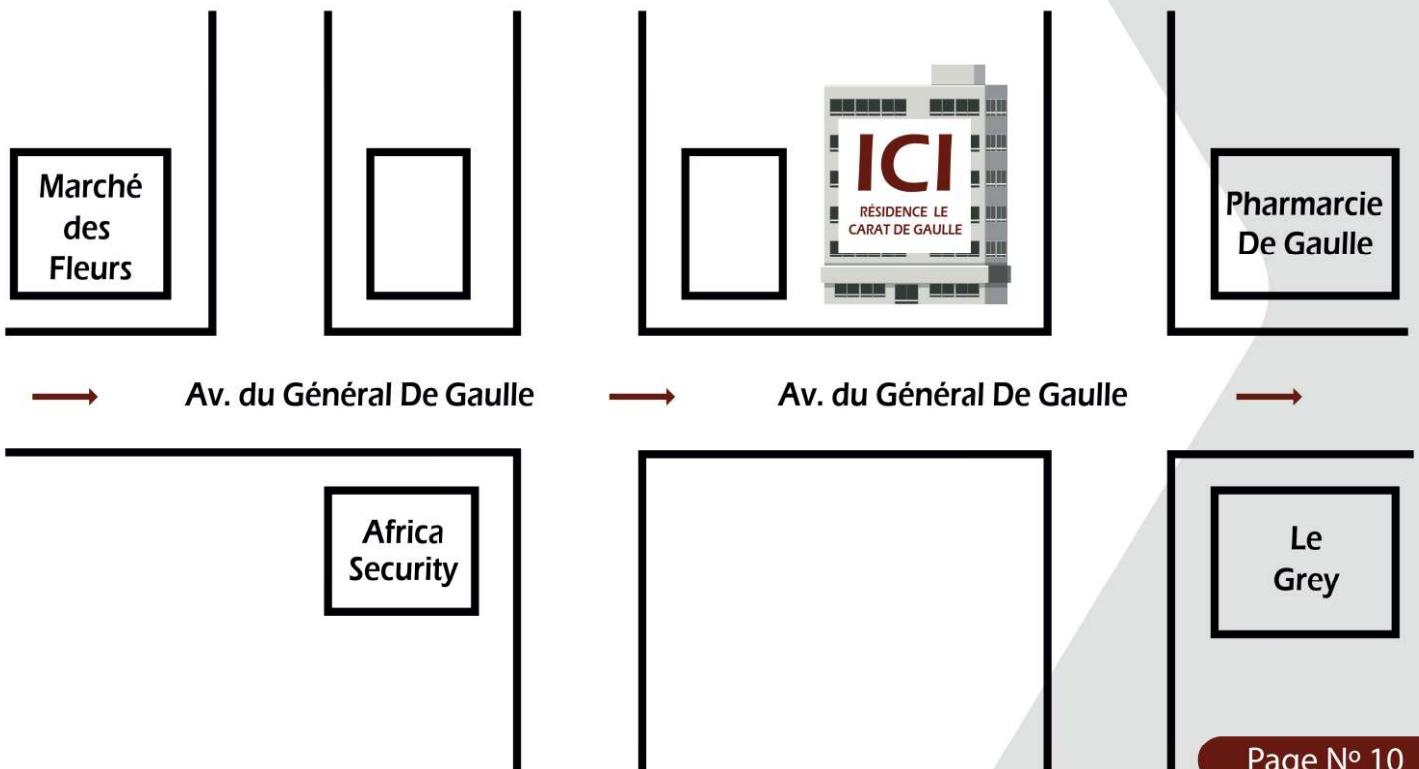 Marché
des
Fleurs
ICI
RÉSIDENCE LE
CARAT DE GAULLE
Pharmarcie
De Gaulle
Av. du Général De Gaulle
Av. du Général De Gaulle
Africa
Security
Le
Grey
Page Nº 10